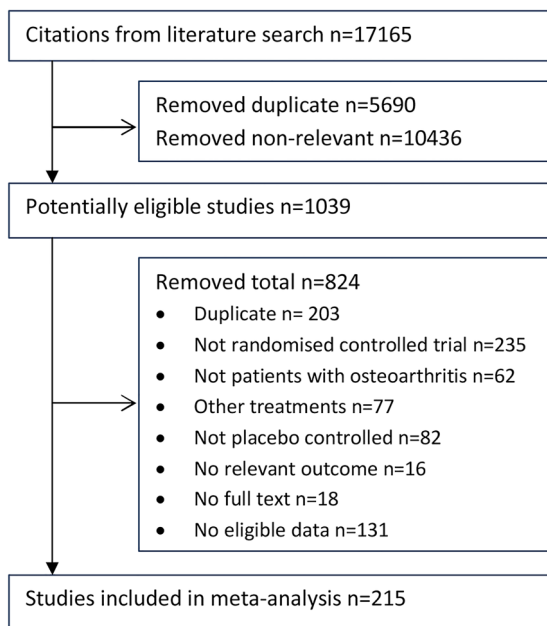 Citations from literature search n=17165
Removed duplicate n=5690
Removed non-relevant n=10436
Potentially eligible studies n=1039
Removed total n=824
• Duplicate n= 203
• Not randomised controlled trial n=235
• Not patients with osteoarthritis n=62
• Other treatments n=77
• Not placebo controlled n=82
• No relevant outcome n=16
• No full text n=18
• No eligible data n=131
Studies included in meta-analysis n=215